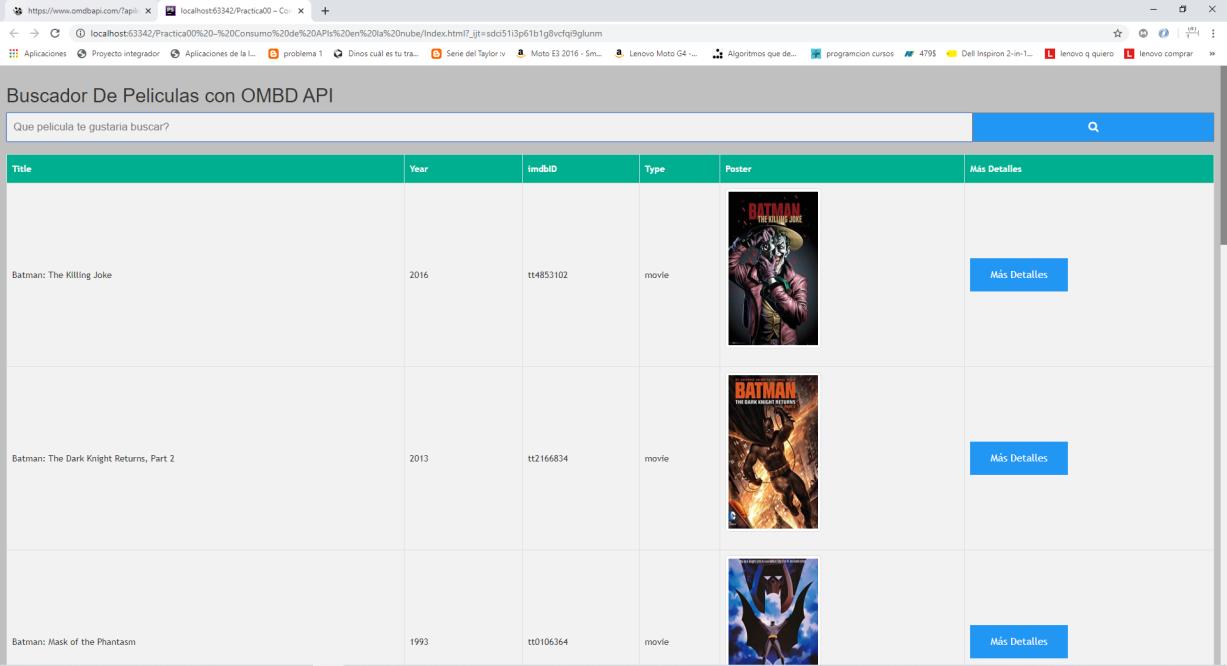 https://www.omdbapi.com/?apik
localhost:63342/Practica00 – Cor
localhost:63342/Practica00%20–%20Consumo%20de%20APIs%20en%20la%20nube/Index.html?_ijt=sdci51i3p61b1g8vcfqi9glunm
Aplicaciones Proyecto integrador Aplicaciones de la I... problema 1 Dinos cuál es tu tra... Serie del Taylor :v Moto E3 2016 - Sm... Lenovo Moto G4 -... Algoritmos que de... programcion cursos 479$ Dell Inspiron 2-in-1... lenovo q quiero lenovo comprar »
Buscador De Peliculas con OMBD API
Que pelicula te gustaria buscar?
Title Year imdbID Type Poster Más Detalles
BATMAN
THE KILLING JOKE
Batman: The Killing Joke 2016 tt4853102 movie Más Detalles
BATMAN
THE DARK KNIGHT RETURNS
Batman: The Dark Knight Returns, Part 2 2013 tt2166834 movie Más Detalles
Batman: Mask of the Phantasm 1993 tt0106364 movie Más Detalles